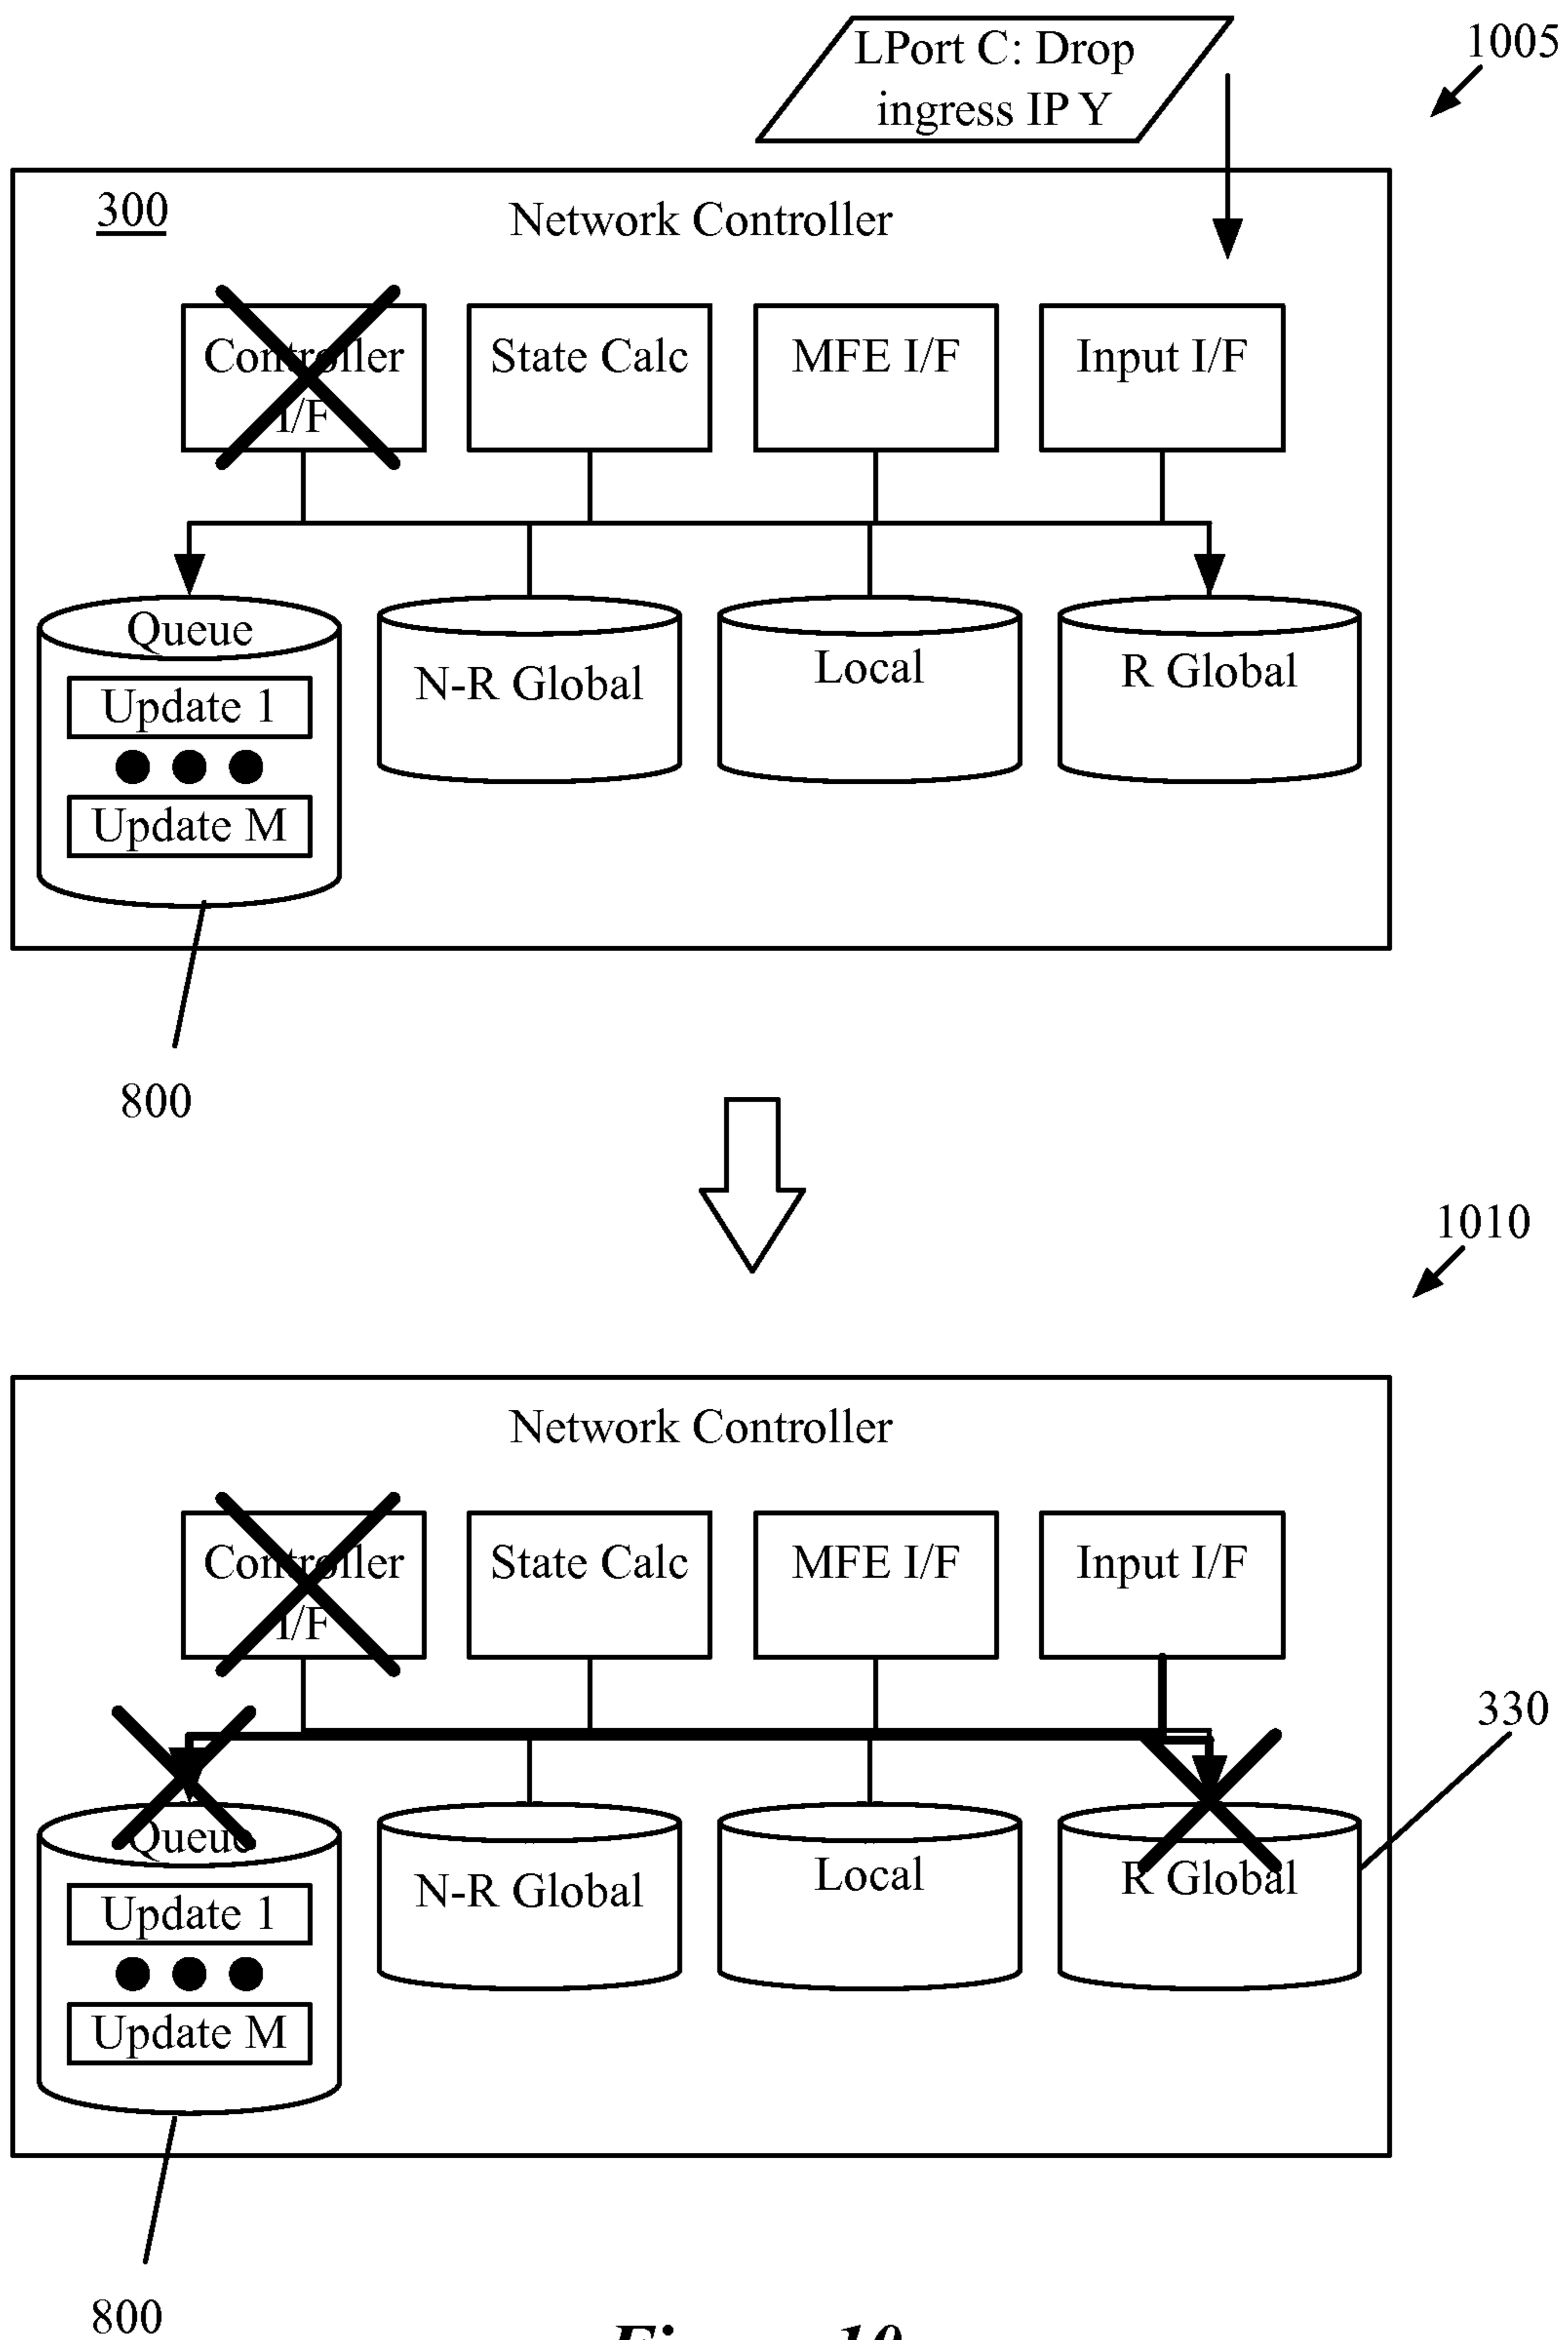 LPort C: Drop
ingress IP Y
1005
300
Network Controller
Controller
I/F
State Calc
MFE I/F
Input I/F
Queue
Update 1
Update M
N-R Global
Local
R Global
800
1010
Network Controller
Controller
I/F
State Calc
MFE I/F
Input I/F
330
Queue
Update 1
Update M
N-R Global
Local
R Global
800